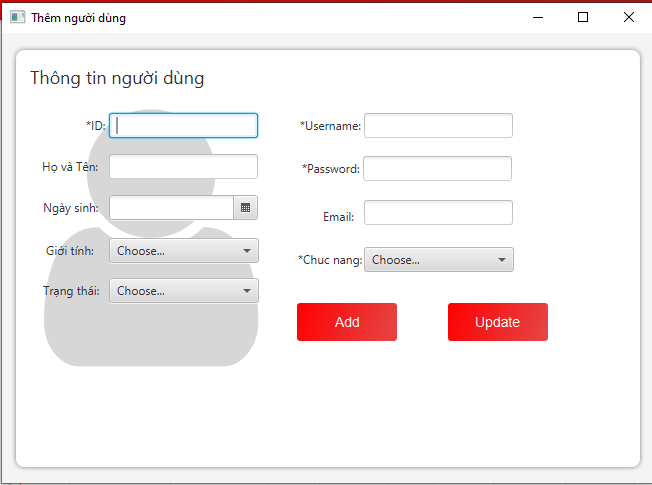 Thêm người dùng
Thông tin người dùng
*ID:
*Username:
Họ và Tên:
*Password:
Ngày sinh:
Email:
Giới tính:
Choose...
*Chuc nang:
Choose...
Trạng thái:
Choose...
Add
Update